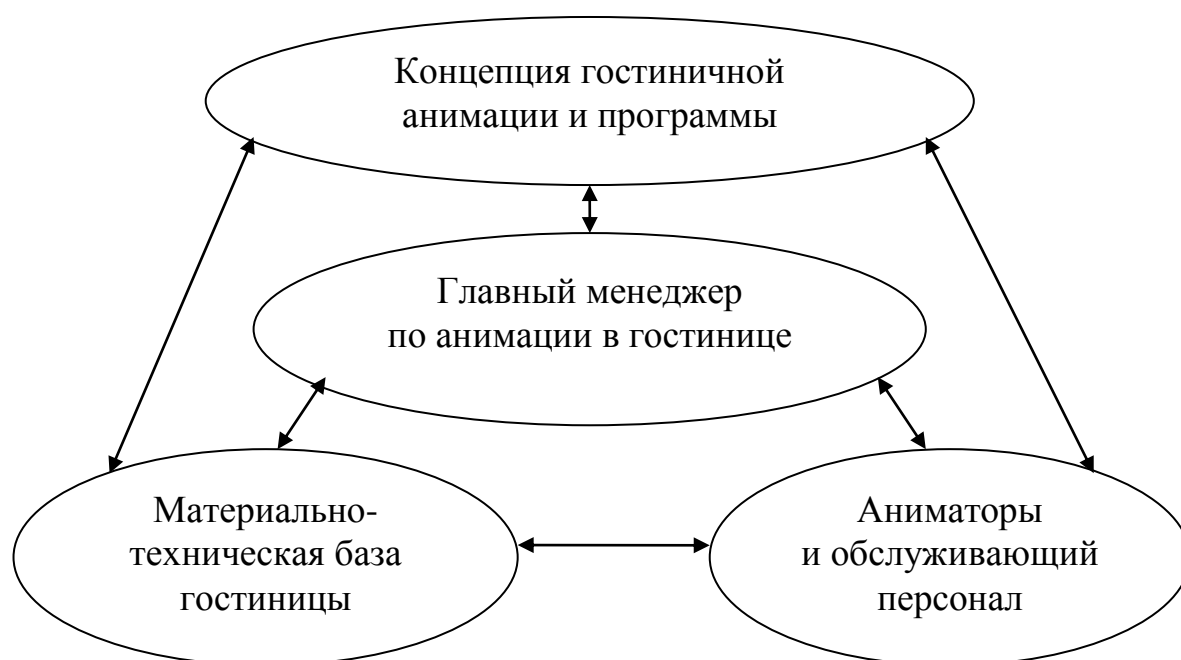 Концепция гостиничной
анимации и программы
Главный менеджер
по анимации в гостинице
Материально-
техническая база
гостиницы
Аниматоры
и обслуживающий
персонал